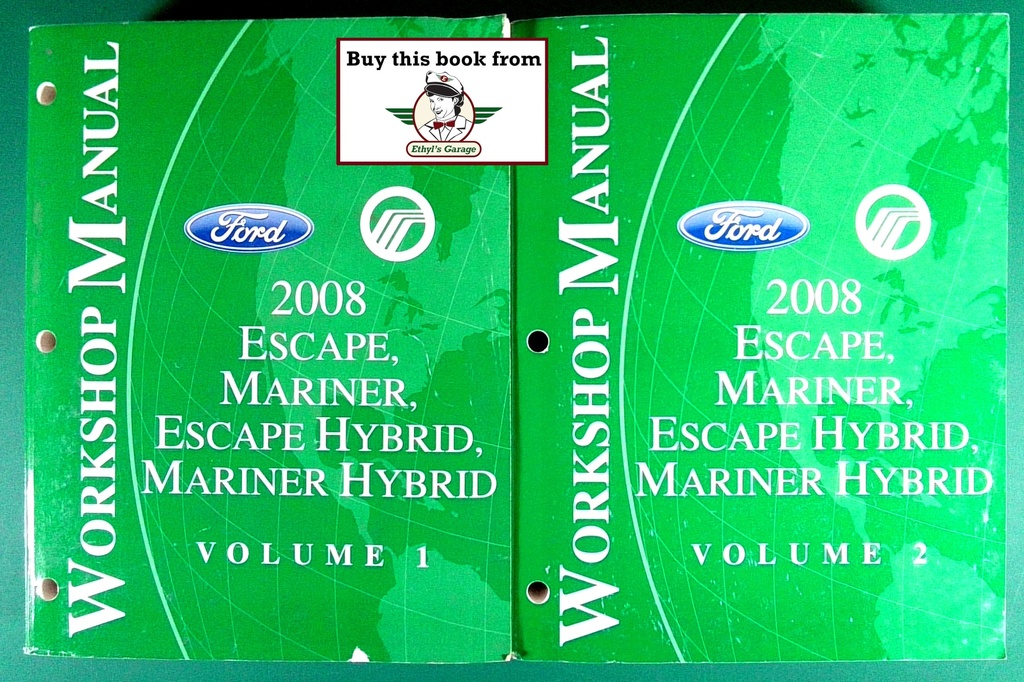 Buy this book from
Ethyl's Garage
WORKSHOP MANUAL
Ford
2008
ESCAPE,
MARINER,
ESCAPE HYBRID,
MARINER HYBRID
VOLUME 1
WORKSHOP MANUAL
Ford
2008
ESCAPE,
MARINER,
ESCAPE HYBRID,
MARINER HYBRID
VOLUME 2